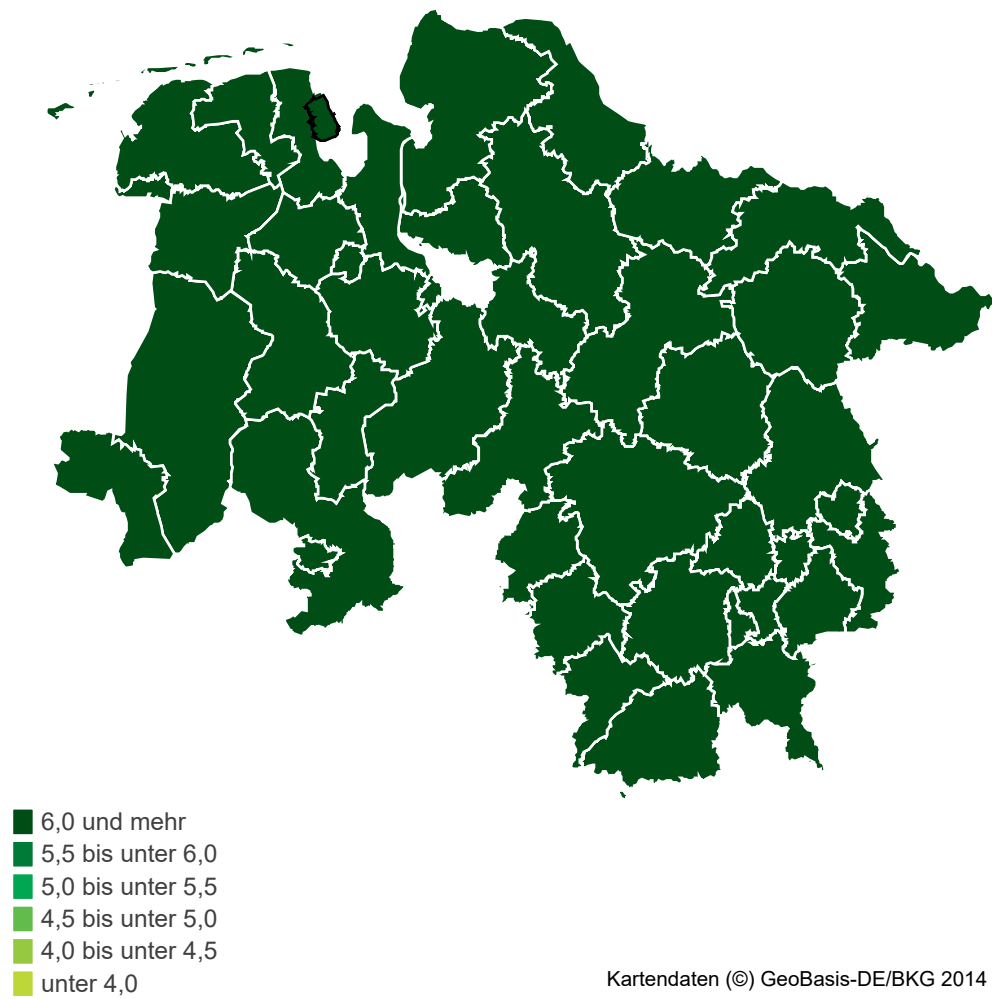 6,0 und mehr
5,5 bis unter 6,0
5,0 bis unter 5,5
4,5 bis unter 5,0
4,0 bis unter 4,5
unter 4,0
Kartendaten (©) GeoBasis-DE/BKG 2014